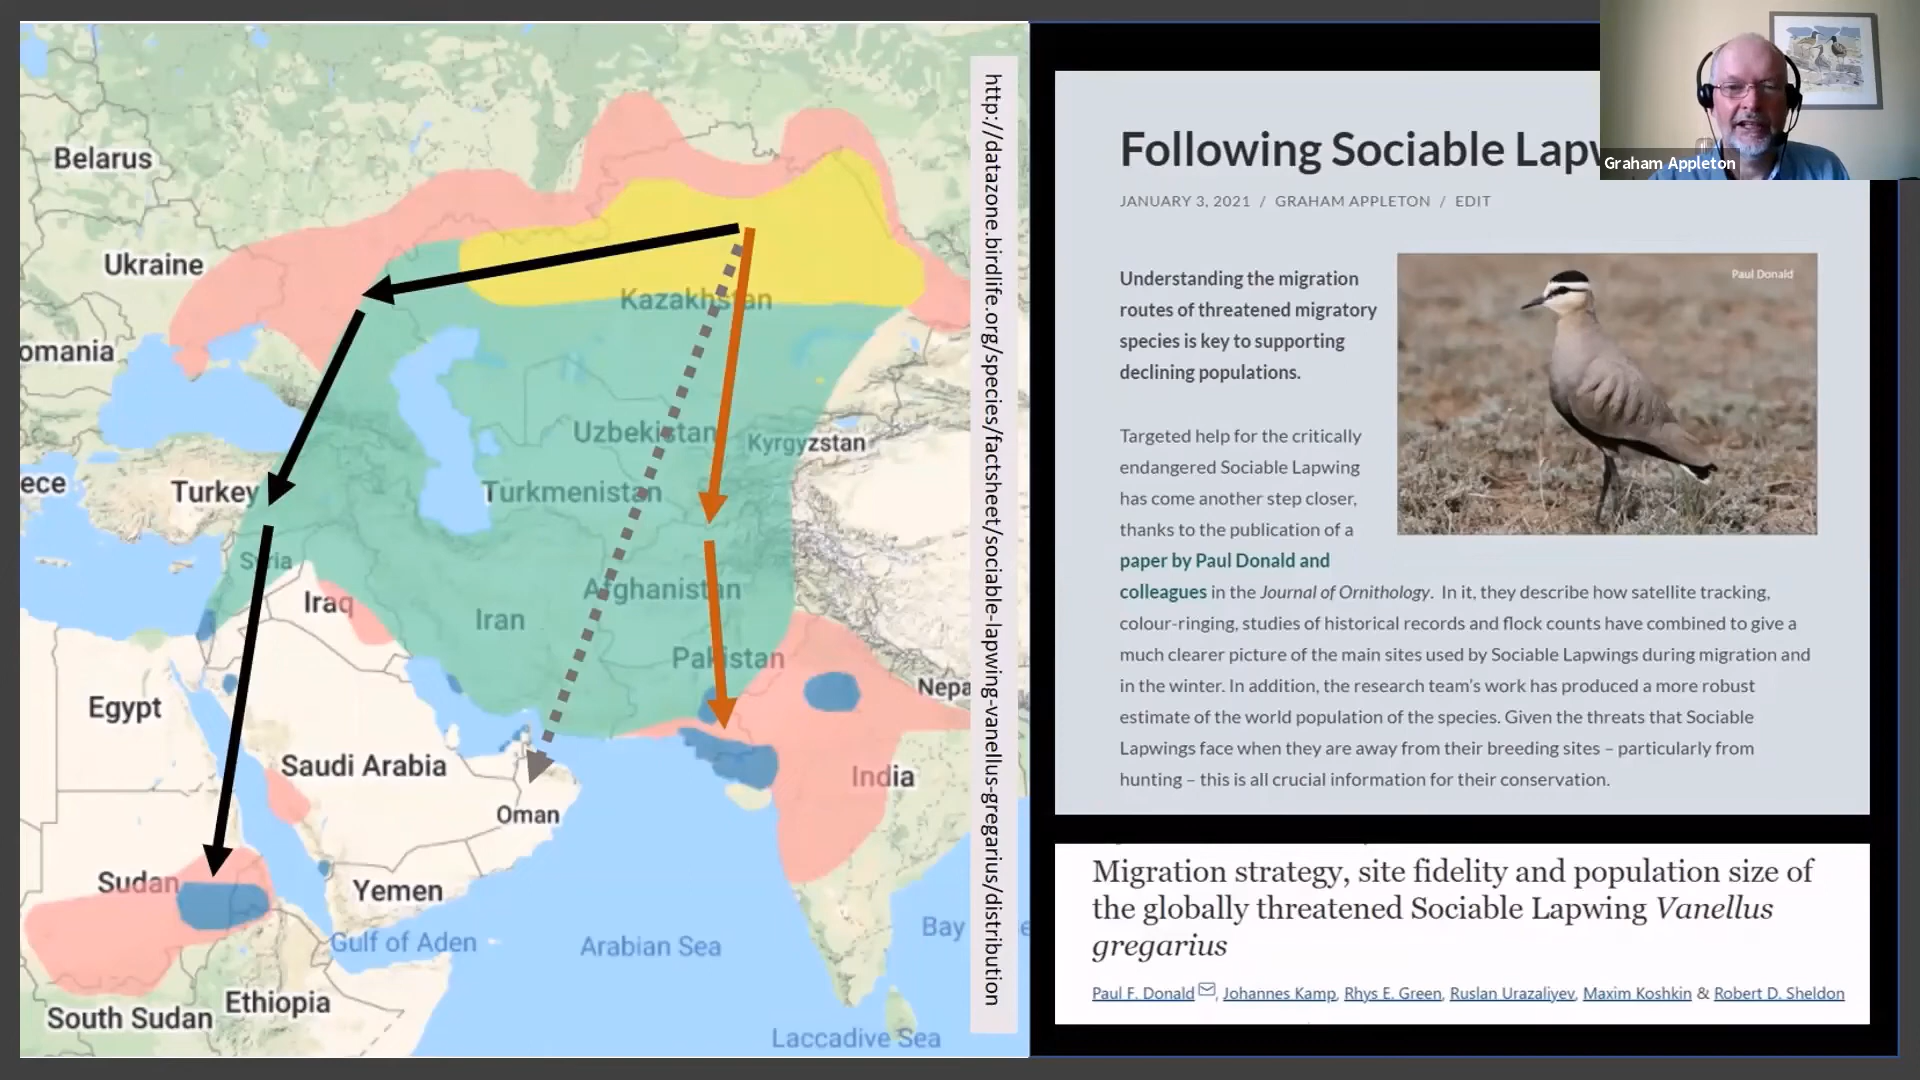 Belarus
Ukraine
omania
ece
Turkey
Syria
Iraq
Iran
Egypt
Saudi Arabia
Oman
Sudan
Yemen
Gulf of Aden
Arabian Sea
Ethiopia
South Sudan
Kazakhstan
Uzbekistan
Kyrgyzstan
Turkmenistan
Afghanistan
Pakistan
Nepa
India
Bay
Laccadive Sea
http://datazone.birdlife.org/species/factsheet/sociable-lapwing-vanellus-gregarius/distribution
Following Sociable Lapw
JANUARY 3, 2021 / GRAHAM APPLETON / EDIT
Graham Appleton
Understanding the migration
routes of threatened migratory
species is key to supporting
declining populations.
Paul Donald
Targeted help for the critically
endangered Sociable Lapwing
has come another step closer,
thanks to the publication of a
paper by Paul Donald and
colleagues in the Journal of Ornithology. In it, they describe how satellite tracking,
colour-ringing, studies of historical records and flock counts have combined to give a
much clearer picture of the main sites used by Sociable Lapwings during migration and
in the winter. In addition, the research team's work has produced a more robust
estimate of the world population of the species. Given the threats that Sociable
Lapwings face when they are away from their breeding sites – particularly from
hunting – this is all crucial information for their conservation.
Migration strategy, site fidelity and population size of
the globally threatened Sociable Lapwing Vanellus
gregarius
Paul F. Donald, Johannes Kamp, Rhys E. Green, Ruslan Urazaliyev, Maxim Koshkin & Robert D. Sheldon